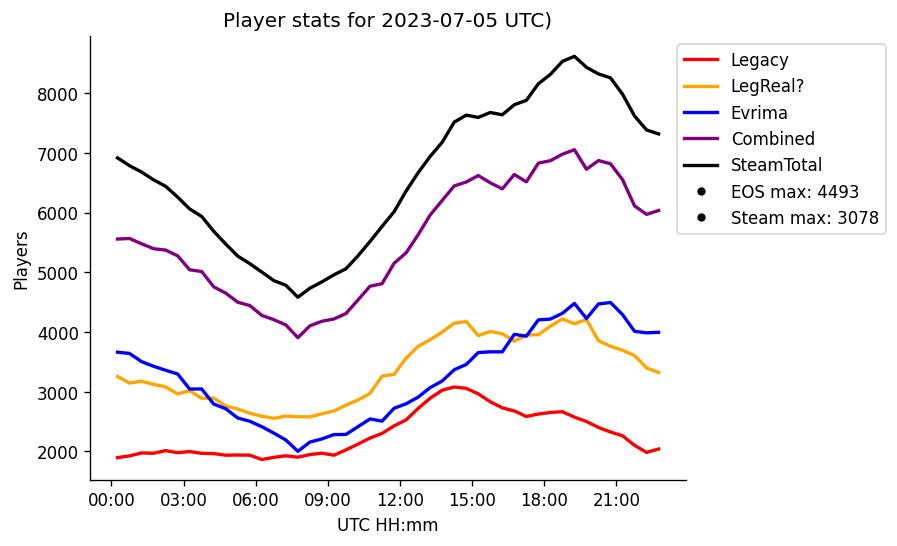 Player stats for 2023-07-05 UTC)
Legacy
LegReal?
Evrima
Combined
SteamTotal
EOS max: 4493
Steam max: 3078
Players
8000
7000
6000
5000
4000
3000
2000
00:00 03:00 06:00 09:00 12:00 15:00 18:00 21:00
UTC HH:mm